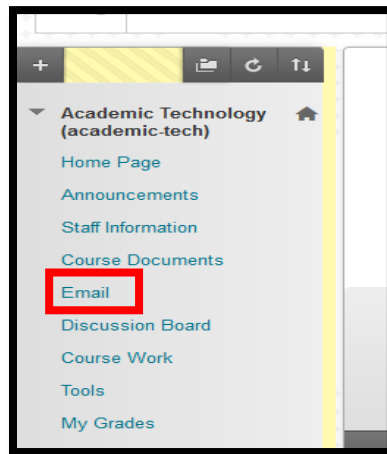 Academic Technology
(academic-tech)
Home Page
Announcements
Staff Information
Course Documents
Email
Discussion Board
Course Work
Tools
My Grades